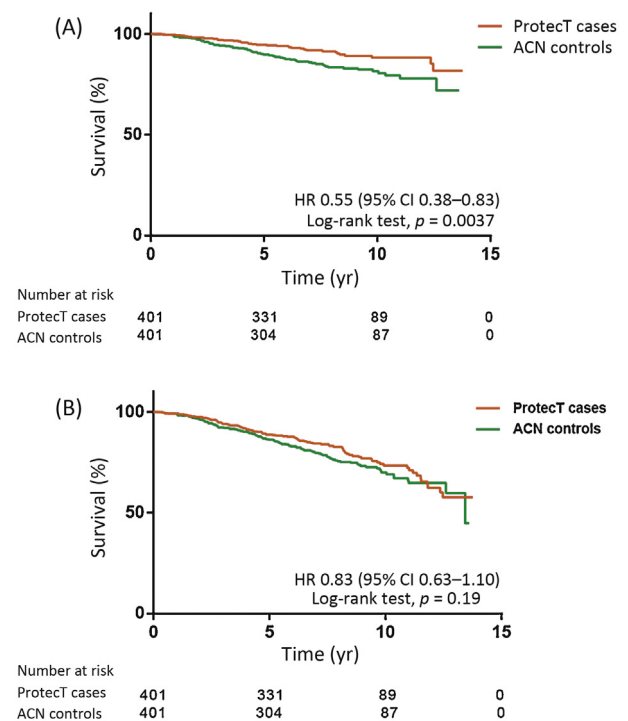 (A)
ProtecT cases
ACN controls
100
50
0
Survival (%)
HR 0.55 (95% CI 0.38–0.83)
Log-rank test, p = 0.0037
0 5 10 15
Time (yr)
Number at risk
ProtecT cases 401 331 89 0
ACN controls 401 304 87 0
(B)
ProtecT cases
ACN controls
100
50
0
Survival (%)
HR 0.83 (95% CI 0.63–1.10)
Log-rank test, p = 0.19
0 5 10 15
Time (yr)
Number at risk
ProtecT cases 401 331 89 0
ACN controls 401 304 87 0